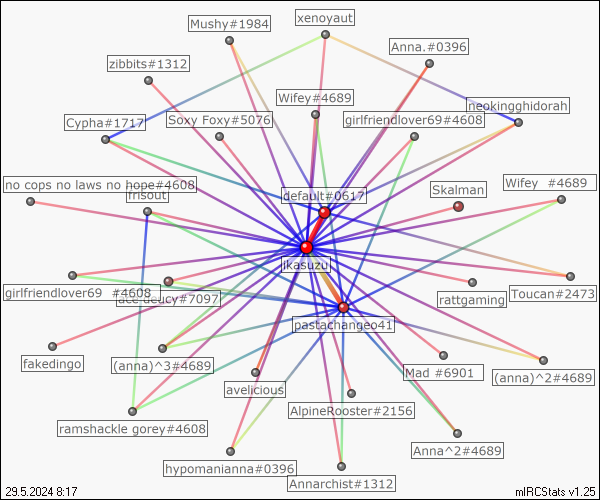 Mushy#1984
xenoyaut
Anna.#0396
zibbits#1312
Wifey#4689
neokingghidorah
Cypha#1717
Soxy Foxy#5076
girlfriendlover69#4608
no cops no laws no hope#4608
frisout
default#0617
Skalman
Wifey  #4689
ikasuzu
girlfriendlover69  #4608
#7097
rattgaming
Toucan#2473
pastachangeo41
fakedingo
(anna)^3#4689
Mad #6901
(anna)^2#4689
avelicious
AlpineRooster#2156
ramshackle gorey#4608
Anna^2#4689
hypomanianna#0396
Annarchist#1312
29.5.2024 8:17
mIRCStats v1.25